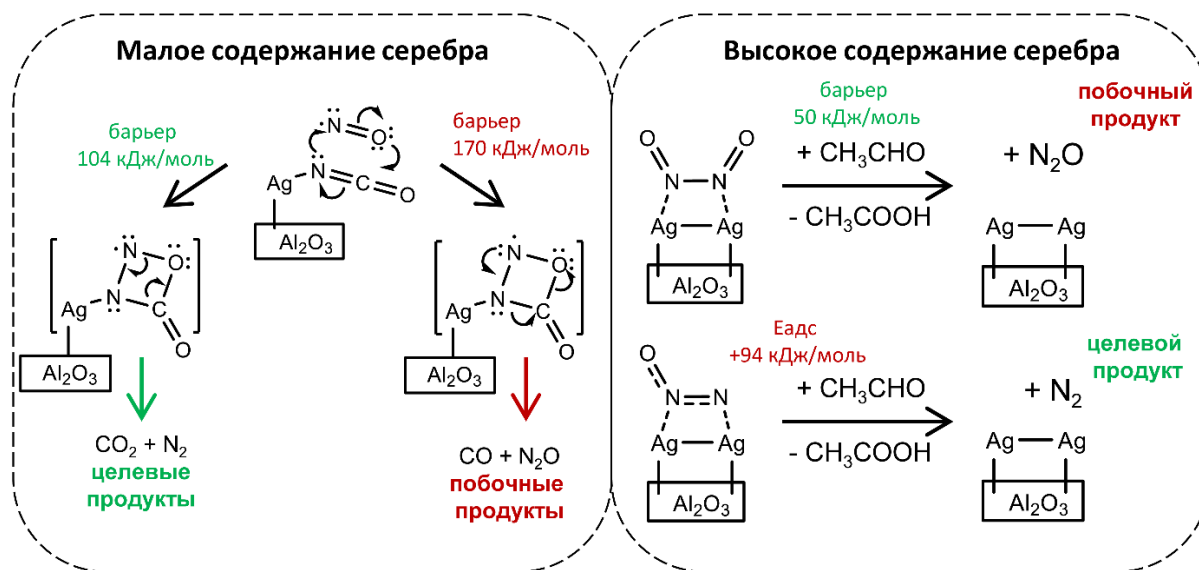 Малое содержание серебра
барьер
104 кДж/моль
N=O
барьер
170 кДж/моль
Ag
N=C=O
Al2O3
N
O
Ag
N
C
O
Al2O3
N
O
Ag
N
C
O
Al2O3
CO2 + N2
целевые
продукты
CO + N2O
побочные
продукты
Высокое содержание серебра
барьер
50 кДж/моль
побочный
продукт
O
O
+ CH3CHO
+ N2O
N
N
- CH3COOH
Ag
Ag
Ag
Ag
Al2O3
Al2O3
Еадс
+94 кДж/моль
целевой
продукт
O
+ CH3CHO
+ N2
N
N
- CH3COOH
Ag
Ag
Ag
Ag
Al2O3
Al2O3